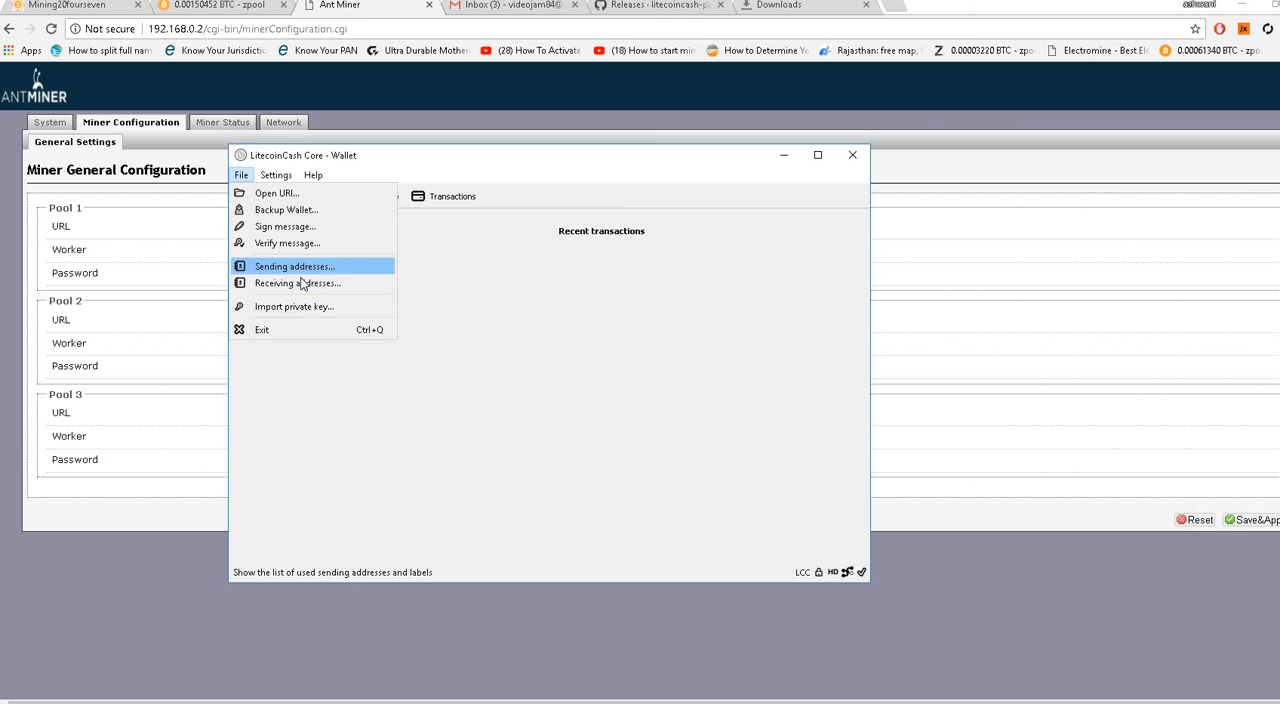 Mining20fourseven
0.00150452 BTC - zpool
Ant Miner
Inbox (3) - videojam84@
Releases · litecoincash-p
Downloads
ashwani
Not secure 192.168.0.2/cgi-bin/minerConfiguration.cgi
Apps How to split full nam Know Your Jurisdictic Know Your PAN Ultra Durable Mother (28) How To Activate (18) How to start min How to Determine Yo Rajasthan: free map, 0.00003220 BTC - zpo Electromine - Best El 0.00061340 BTC - zpo
ANTMINER
System Miner Configuration Miner Status Network
General Settings
Miner General Configuration
Pool 1
URL
Worker
Password
Pool 2
URL
Worker
Password
Pool 3
URL
Worker
Password
Reset Save&App
LitecoinCash Core - Wallet
File Settings Help
Open URI...
Backup Wallet...
Sign message...
Verify message...
Sending addresses...
Receiving addresses...
Import private key...
Exit Ctrl+Q
Transactions
Recent transactions
Show the list of used sending addresses and labels
LCC HD